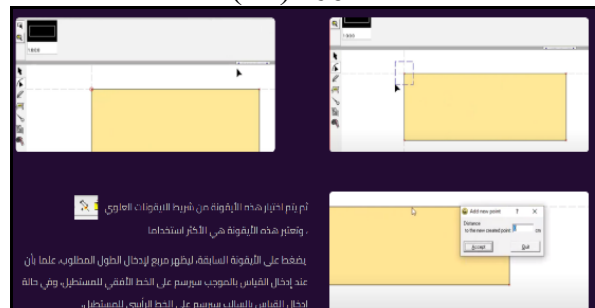 1800
ثم يتم اختيار هذه الأيقونة من شريط الايقونات العلوي
، وتعتبر هذه الأيقونة هي الأكثر استخداما
Add new point ? X
Distance
to the new created point cm
Accept Quit
يضغط على الأيقونة السابقة، ليظهر مربع لإدخال الطول المطلوب، علما بأن
عند إدخال القياس بالموجب سيرسم على الخط الأفقي للمستطيل، وفي حالة
إدخال القياس بالسالب سيرسم على الخط الرأسي للمستطيل،